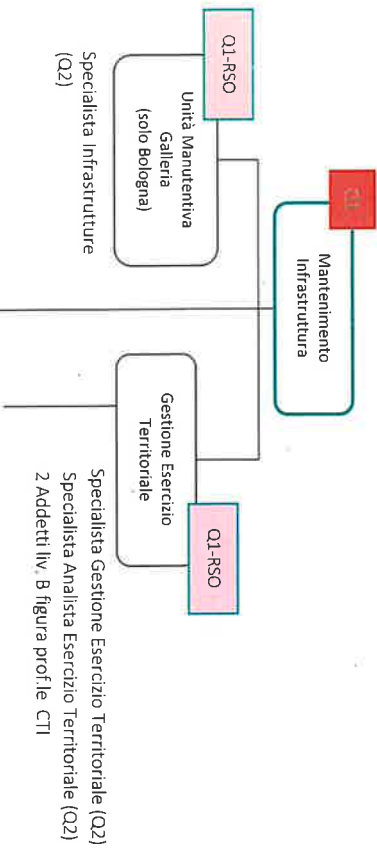 Mantenimento
Infrastruttura
Q1-RSO
Unità Manutentiva
Galleria
(solo Bologna)
Specialista Infrastrutture
(Q2)
Q1-RSO
Gestione Esercizio
Territoriale
Specialista Gestione Esercizio Territoriale (Q2)
Specialista Analista Esercizio Territoriale (Q2)
2 Addetti liv. B figura prof.le CTI